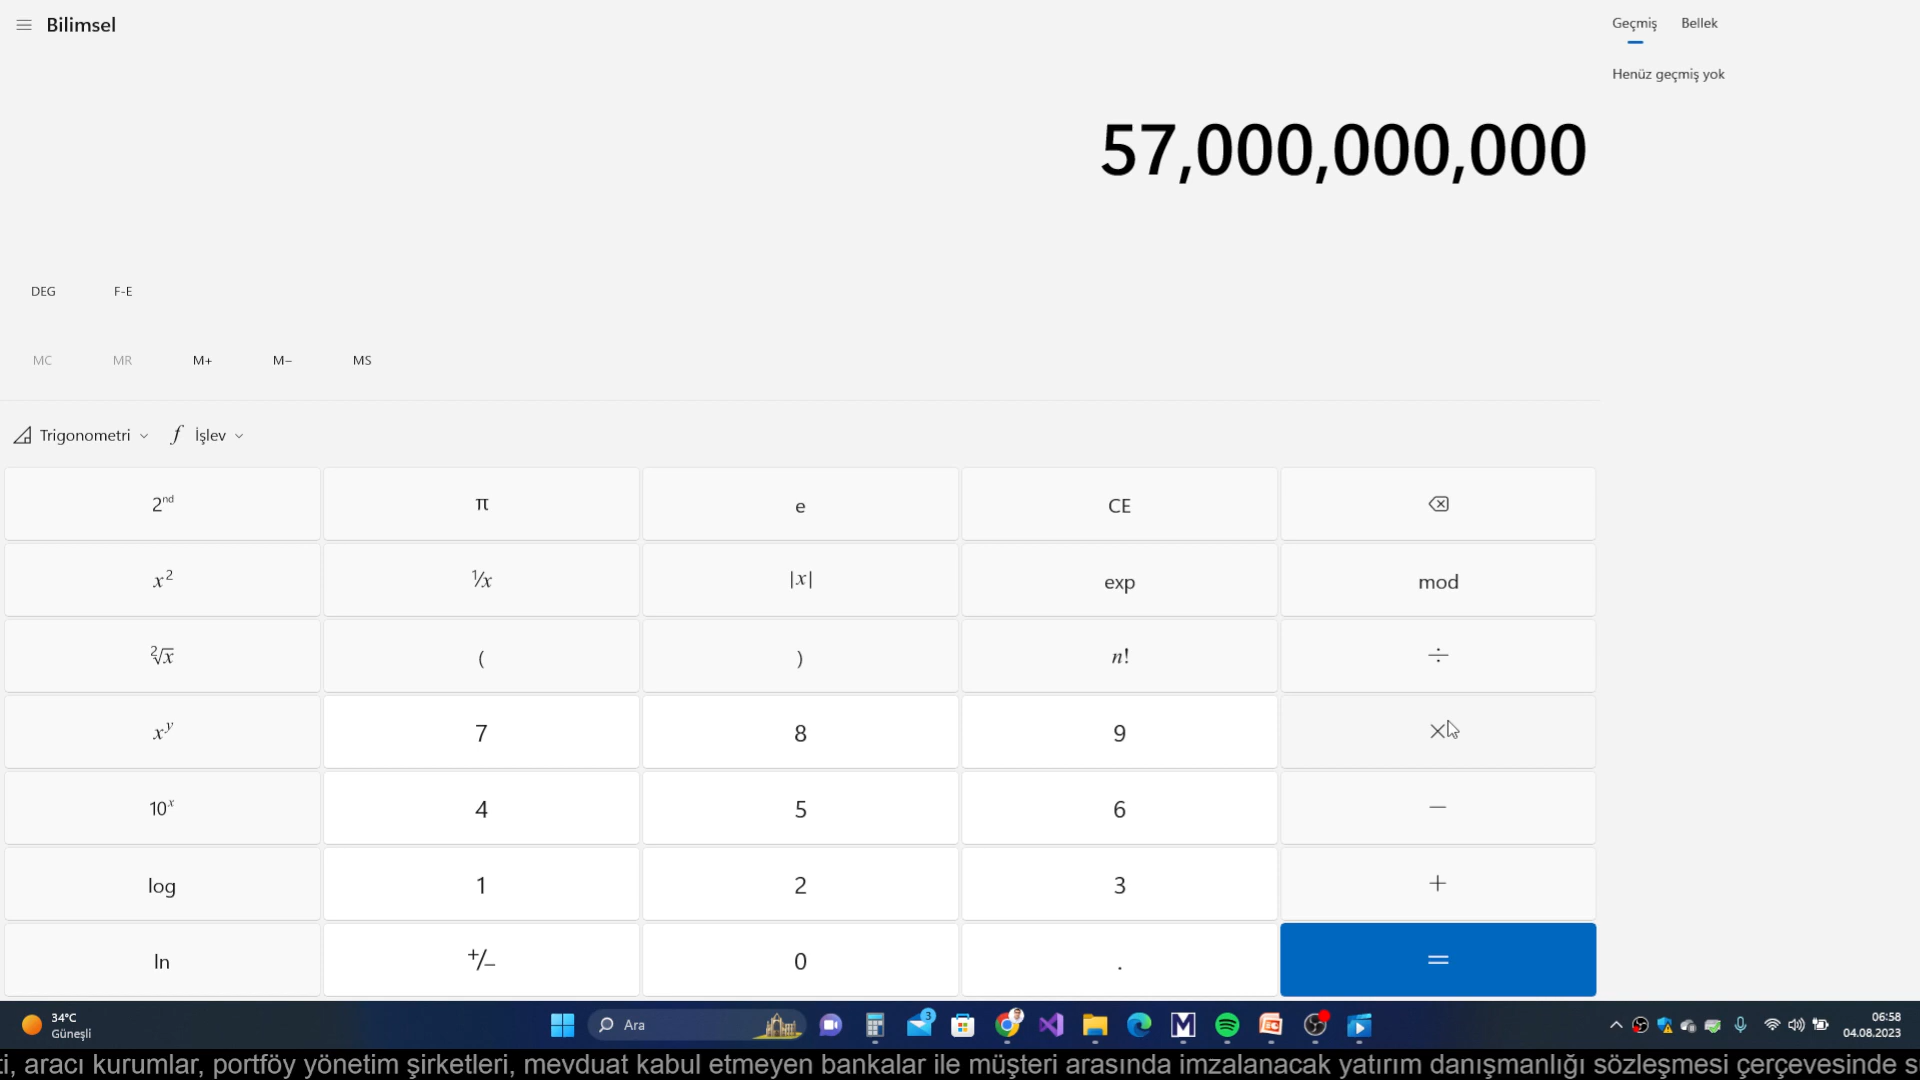 Bilimsel
Geçmiş Bellek
Henüz geçmiş yok
57,000,000,000
DEG F-E
MC MR M+ M− MS
Trigonometri f İşlev
2nd π e CE
x2 1/x |x| exp mod
2√x ( ) n! ÷
xy 7 8 9 ×
10x 4 5 6 −
log 1 2 3 +
ln +/− 0 . =
34°C
Güneşli
Ara
3
06:58
04.08.2023
i, aracı kurumlar, portföy yönetim şirketleri, mevduat kabul etmeyen bankalar ile müşteri arasında imzalanacak yatırım danışmanlığı sözleşmesi çerçevesinde s